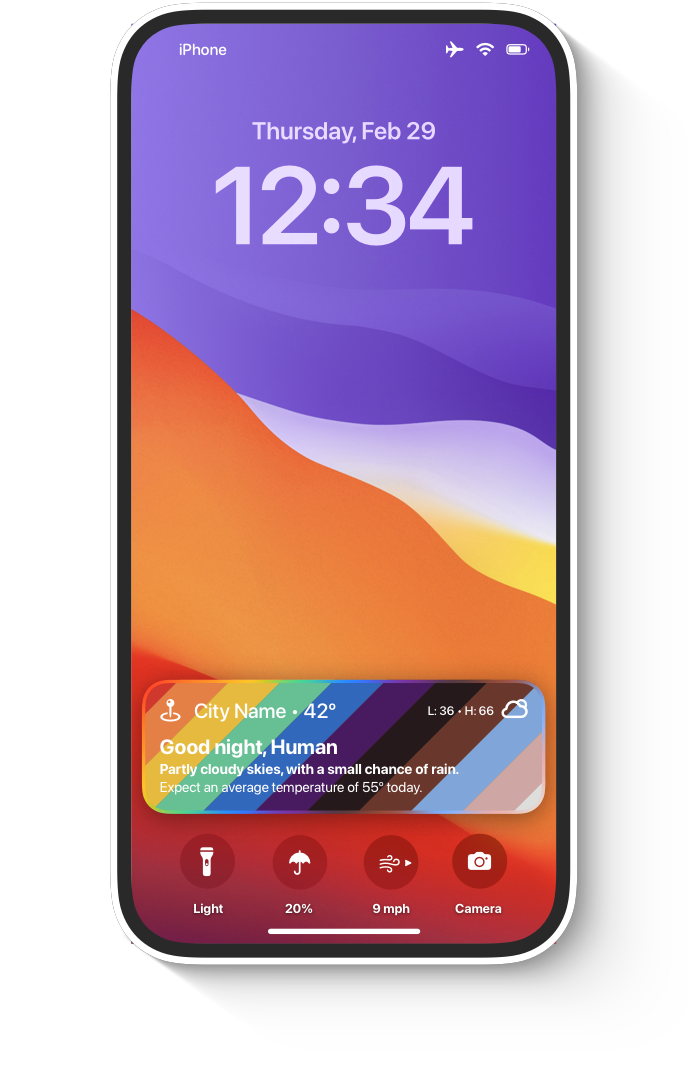 iPhone
Thursday, Feb 29
12:34
City Name • 42°
L: 36 • H: 66
Good night, Human
Partly cloudy skies, with a small chance of rain.
Expect an average temperature of 55° today.
Light
20%
9 mph
Camera